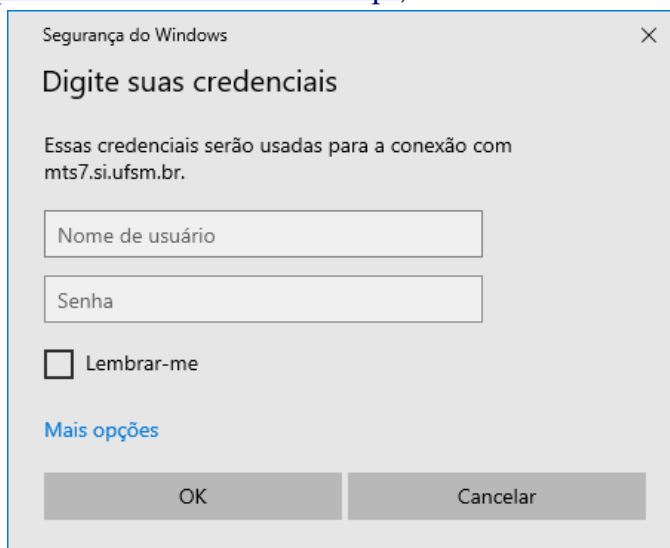 Segurança do Windows
Digite suas credenciais
Essas credenciais serão usadas para a conexão com
mts7.si.ufsm.br.
Nome de usuário
Senha
Lembrar-me
Mais opções
OK
Cancelar